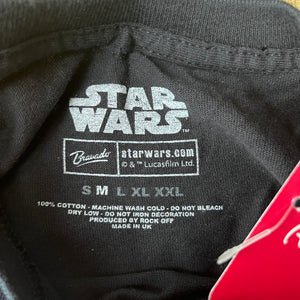 STAR
WARS
Bravado
starwars.com
© & ™ Lucasfilm Ltd.
S M L XL XXL
100% COTTON - MACHINE WASH COLD - DO NOT BLEACH
DRY LOW - DO NOT IRON DECORATION
PRODUCED BY ROCK OFF
MADE IN UK